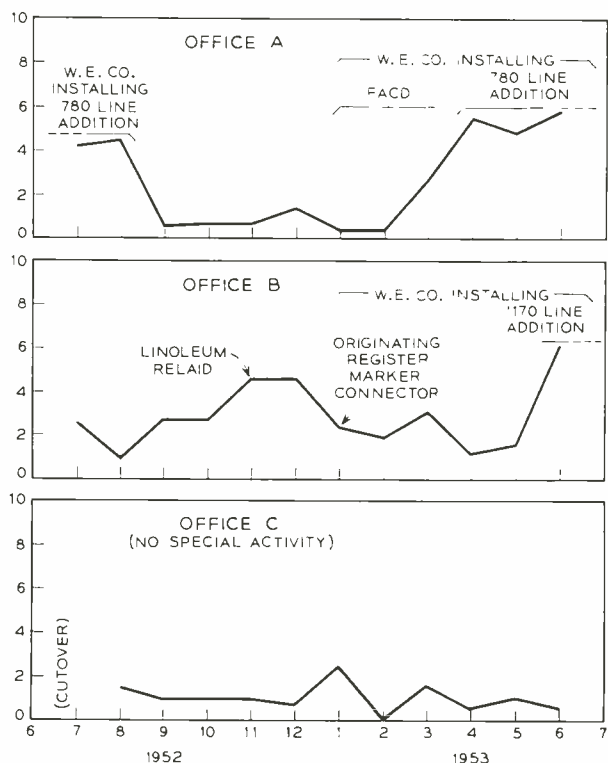 10
8
6
4
2
0
OFFICE A
W. E. CO.
INSTALLING
780 LINE
ADDITION
W. E. CO. INSTALLING
FACD
780 LINE
ADDITION
10
8
6
4
2
0
OFFICE B
LINOLEUM
RELAID
ORIGINATING
REGISTER
MARKER
CONNECTOR
W. E. CO. INSTALLING
1170 LINE
ADDITION
10
8
6
4
2
0
OFFICE C
(NO SPECIAL ACTIVITY)
(CUTOVER)
6 7 8 9 10 11 12 1 2 3 4 5 6 7
1952 1953